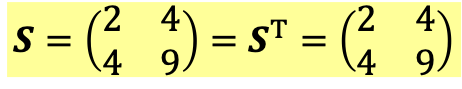 S = (2 4
4 9) = Sᵀ = (2 4
4 9)